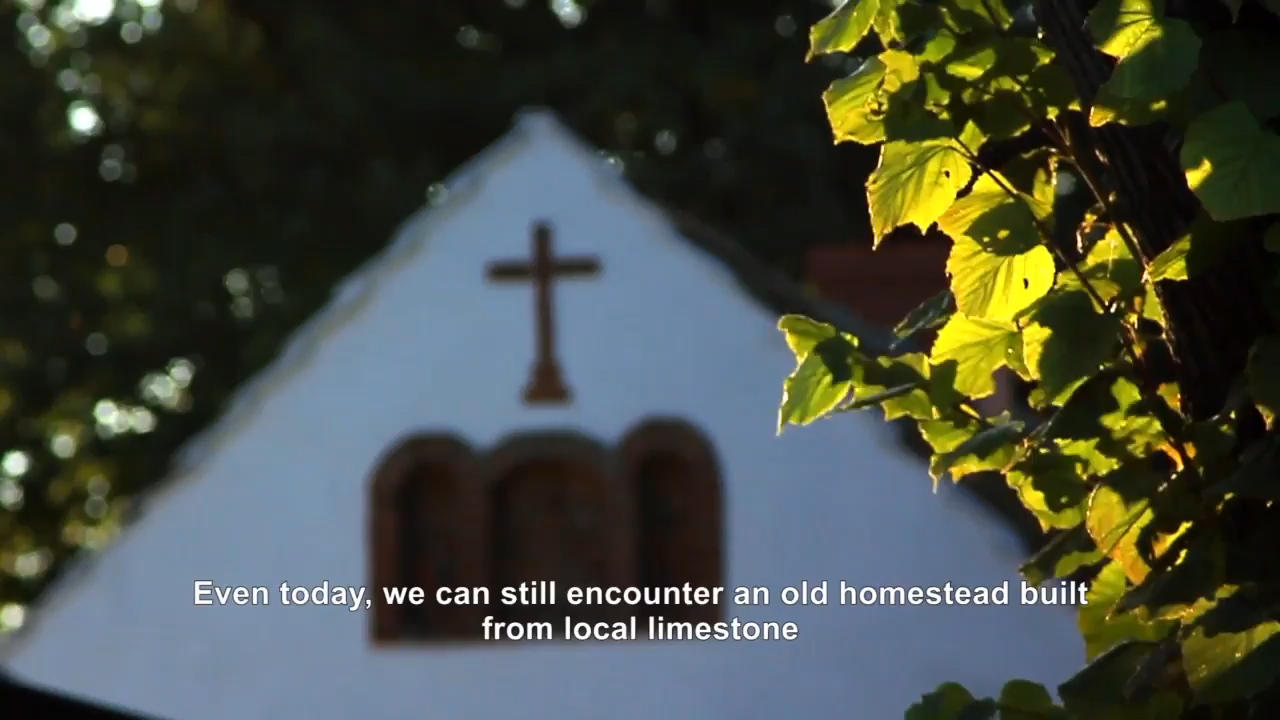 Even today, we can still encounter an old homestead built
from local limestone